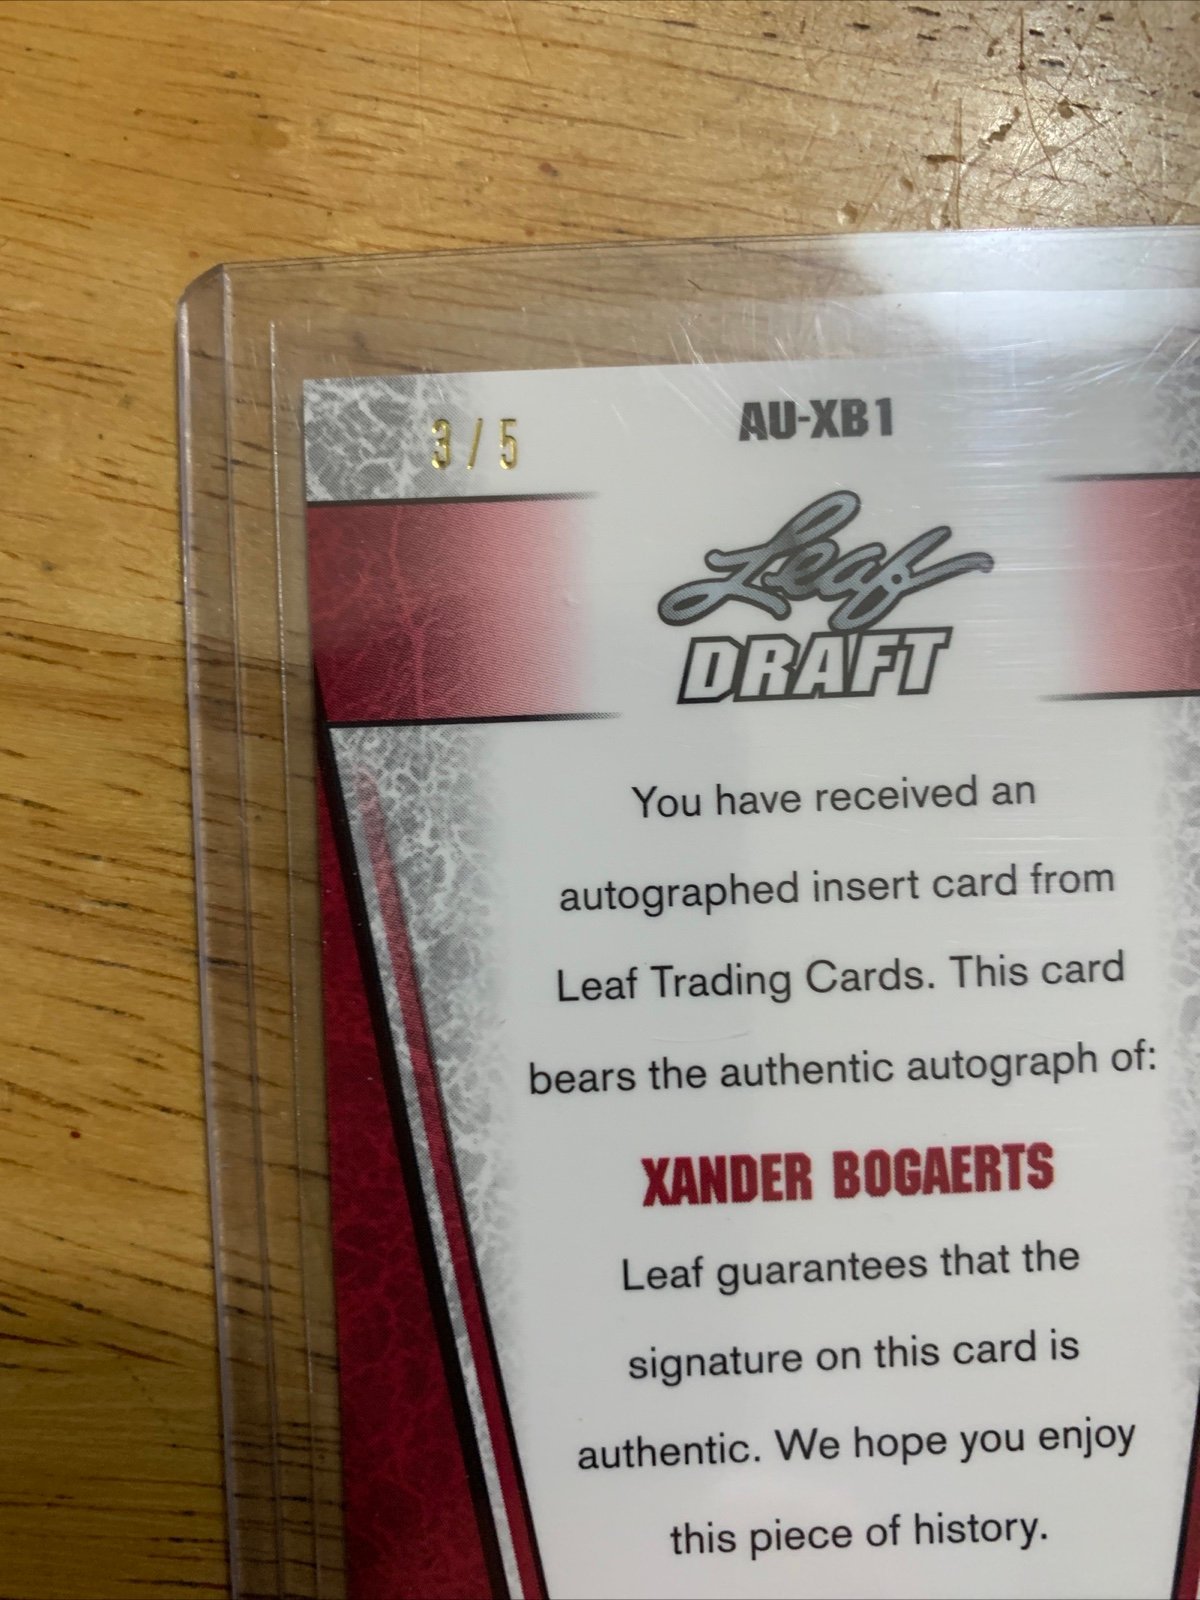 3/5
AU-XB1
Leaf
DRAFT
You have received an
autographed insert card from
Leaf Trading Cards. This card
bears the authentic autograph of:
XANDER BOGAERTS
Leaf guarantees that the
signature on this card is
authentic. We hope you enjoy
this piece of history.